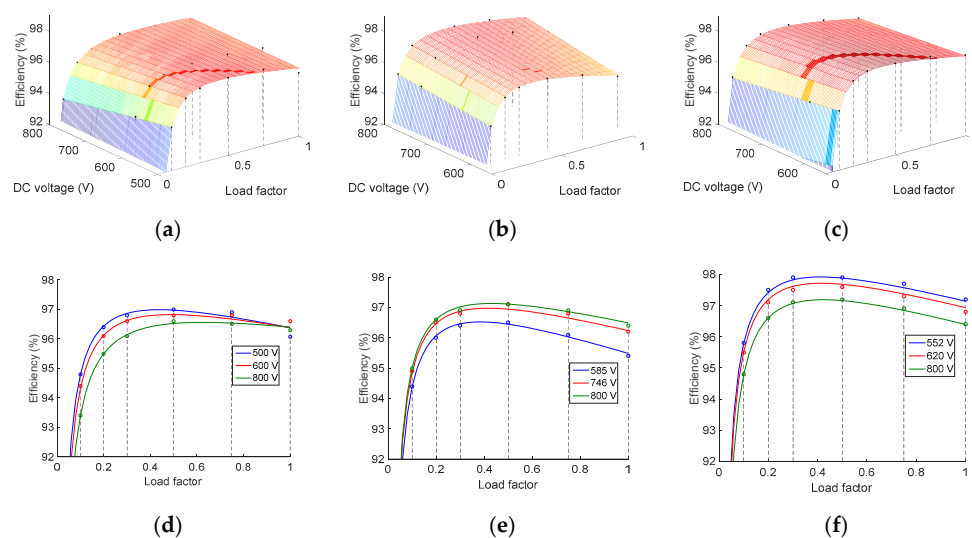 98
96
94
92
Efficiency (%)
800
700
600
500
DC voltage (V)
0
0.5
1
Load factor
(a)
98
96
94
92
Efficiency (%)
800
700
600
DC voltage (V)
0
0.5
1
Load factor
(b)
98
96
94
92
Efficiency (%)
800
700
600
DC voltage (V)
0
0.5
1
Load factor
(c)
98
97
96
95
94
93
92
Efficiency (%)
500 V
600 V
800 V
0 0.2 0.4 0.6 0.8 1
Load factor
(d)
98
97
96
95
94
93
92
Efficiency (%)
585 V
746 V
800 V
0 0.2 0.4 0.6 0.8 1
Load factor
(e)
98
97
96
95
94
93
92
Efficiency (%)
552 V
620 V
800 V
0 0.2 0.4 0.6 0.8 1
Load factor
(f)